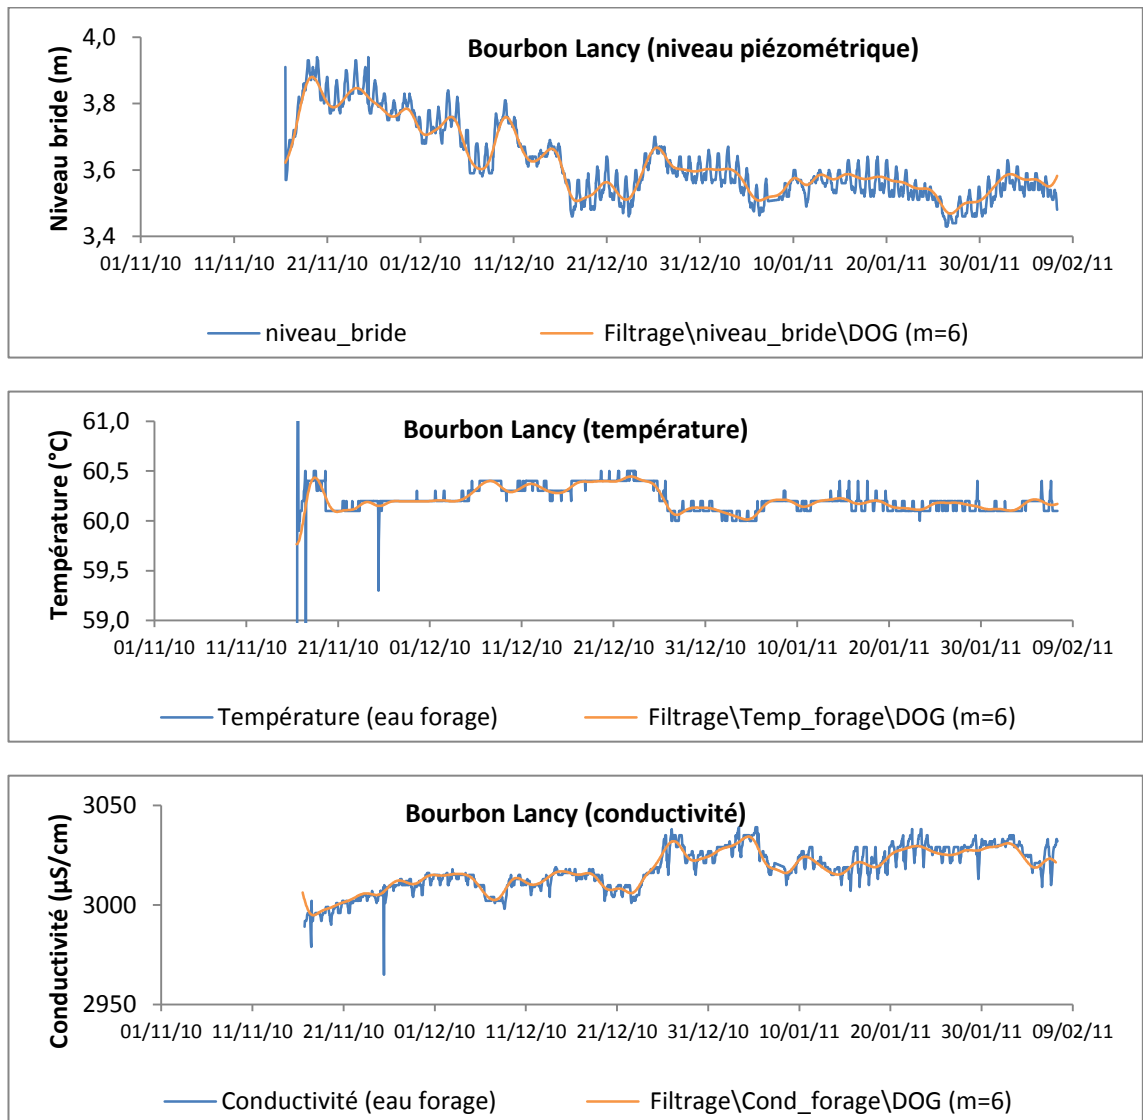 Bourbon Lancy (niveau piézométrique)
Niveau bride (m)
4,0
3,8
3,6
3,4
01/11/10 11/11/10 21/11/10 01/12/10 11/12/10 21/12/10 31/12/10 10/01/11 20/01/11 30/01/11 09/02/11
niveau_bride Filtrage\niveau_bride\DOG (m=6)
Bourbon Lancy (température)
Température (°C)
61,0
60,5
60,0
59,5
59,0
01/11/10 11/11/10 21/11/10 01/12/10 11/12/10 21/12/10 31/12/10 10/01/11 20/01/11 30/01/11 09/02/11
Température (eau forage) Filtrage\Temp_forage\DOG (m=6)
Bourbon Lancy (conductivité)
Conductivité (µS/cm)
3050
3000
2950
01/11/10 11/11/10 21/11/10 01/12/10 11/12/10 21/12/10 31/12/10 10/01/11 20/01/11 30/01/11 09/02/11
Conductivité (eau forage) Filtrage\Cond_forage\DOG (m=6)